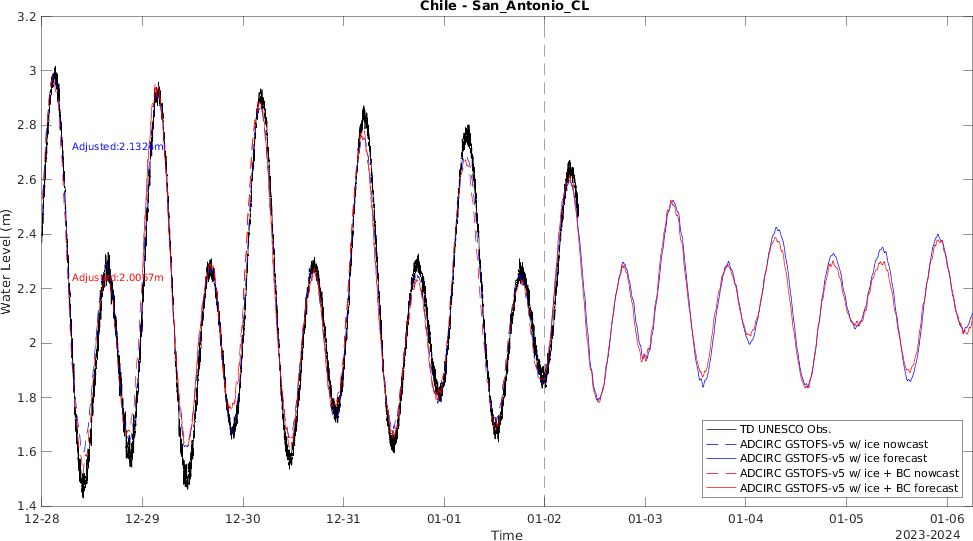 Chile - San_Antonio_CL
3.2
3
2.8
2.6
2.4
2.2
2
1.8
1.6
1.4
Water Level (m)
Adjusted:2.1324m
Adjusted:2.0067m
TD UNESCO Obs.
ADCIRC GSTOFS-v5 w/ ice nowcast
ADCIRC GSTOFS-v5 w/ ice forecast
ADCIRC GSTOFS-v5 w/ ice + BC nowcast
ADCIRC GSTOFS-v5 w/ ice + BC forecast
12-28 12-29 12-30 12-31 01-01 01-02 01-03 01-04 01-05 01-06
Time
2023-2024